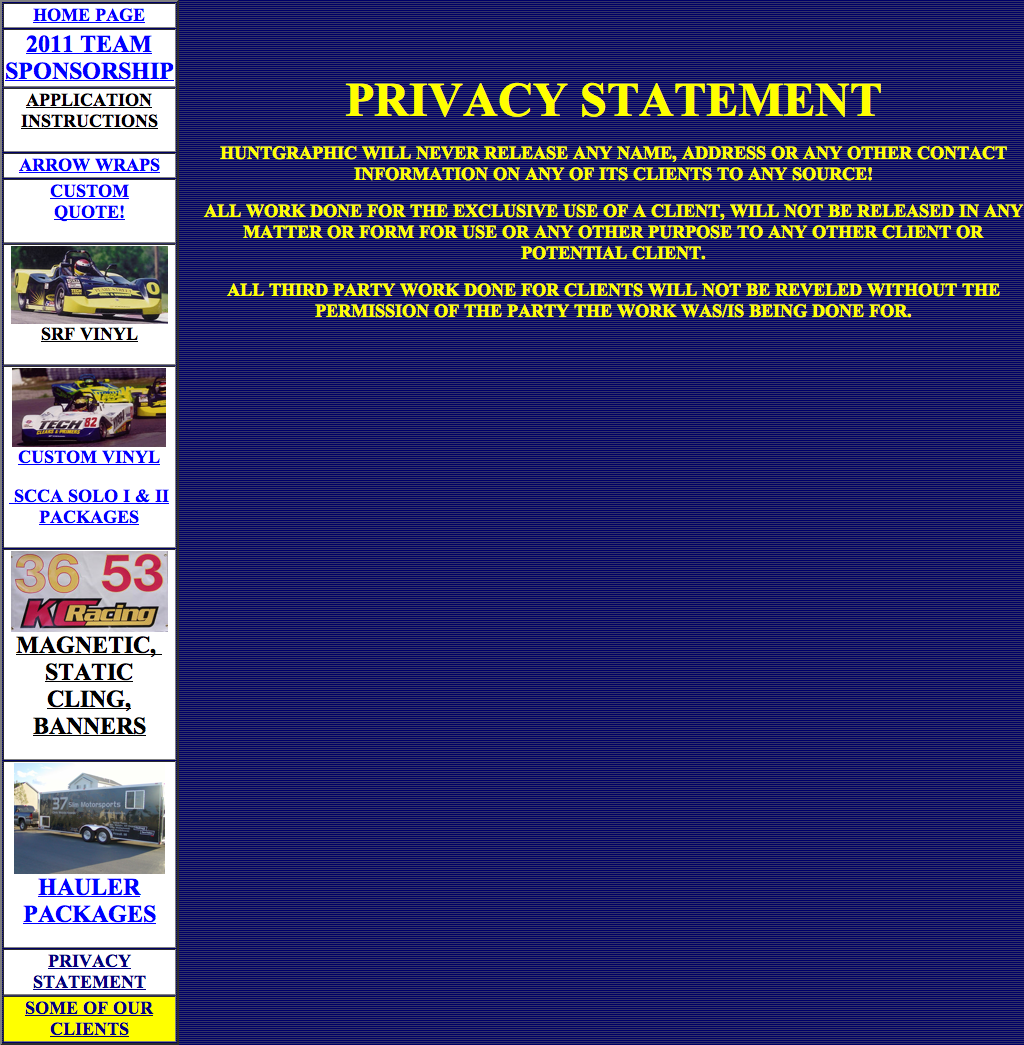 HOME PAGE
2011 TEAM
SPONSORSHIP
APPLICATION
INSTRUCTIONS
ARROW WRAPS
CUSTOM
QUOTE!
0
SRF VINYL
TECH 82
CUSTOM VINYL
SCCA SOLO I & II
PACKAGES
36 53
KC Racing
MAGNETIC,
STATIC
CLING,
BANNERS
37 Motorsports
HAULER
PACKAGES
PRIVACY
STATEMENT
SOME OF OUR
CLIENTS
PRIVACY STATEMENT
HUNTGRAPHIC WILL NEVER RELEASE ANY NAME, ADDRESS OR ANY OTHER CONTACT
INFORMATION ON ANY OF ITS CLIENTS TO ANY SOURCE!
ALL WORK DONE FOR THE EXCLUSIVE USE OF A CLIENT, WILL NOT BE RELEASED IN ANY
MATTER OR FORM FOR USE OR ANY OTHER PURPOSE TO ANY OTHER CLIENT OR
POTENTIAL CLIENT.
ALL THIRD PARTY WORK DONE FOR CLIENTS WILL NOT BE REVELED WITHOUT THE
PERMISSION OF THE PARTY THE WORK WAS/IS BEING DONE FOR.